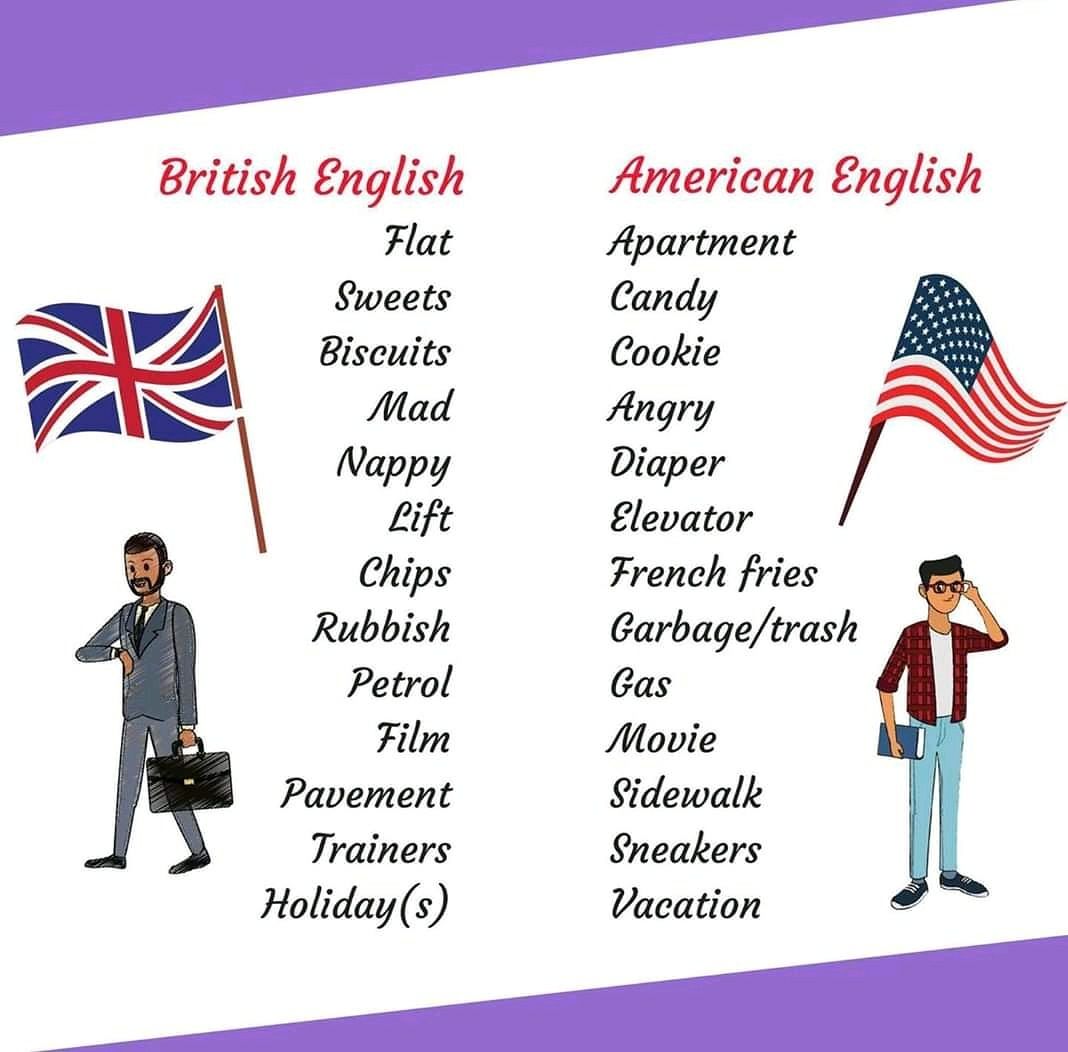 British English American English
Flat Apartment
Sweets Candy
Biscuits Cookie
Mad Angry
Nappy Diaper
Lift Elevator
Chips French fries
Rubbish Garbage/trash
Petrol Gas
Film Movie
Pavement Sidewalk
Trainers Sneakers
Holiday(s) Vacation